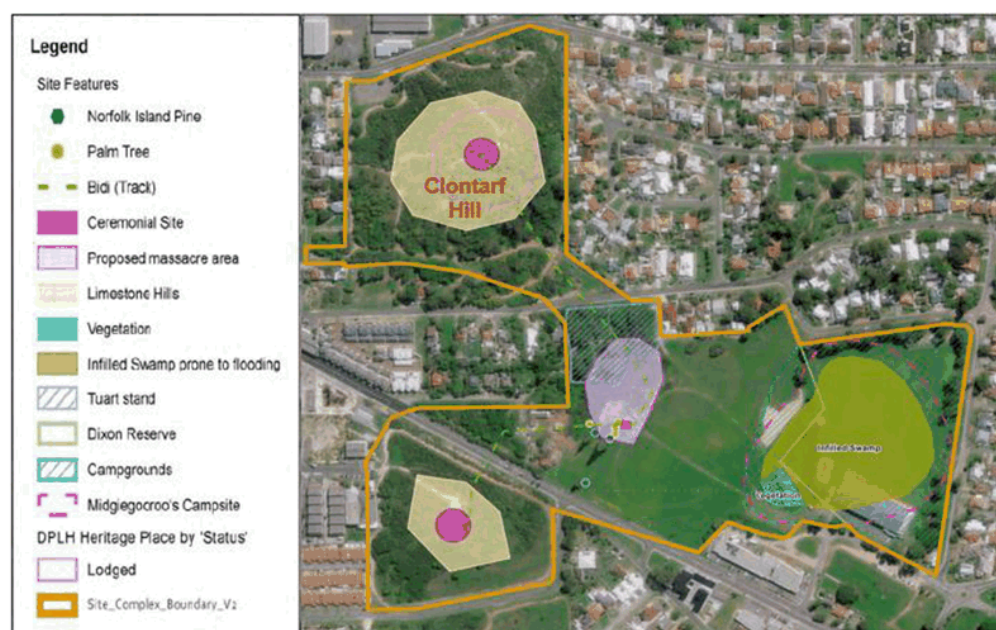 Legend
Site Features
Norfolk Island Pine
Palm Tree
Bidi (Track)
Ceremonial Site
Proposed massacre area
Limestone Hills
Vegetation
Infilled Swamp prone to flooding
Tuart stand
Dixon Reserve
Campgrounds
Midgiegooroo's Campsite
DPLH Heritage Place by 'Status'
Lodged
Site_Complex_Boundary_V2
Clontarf
Hill
Infilled Swamp
Vegetation